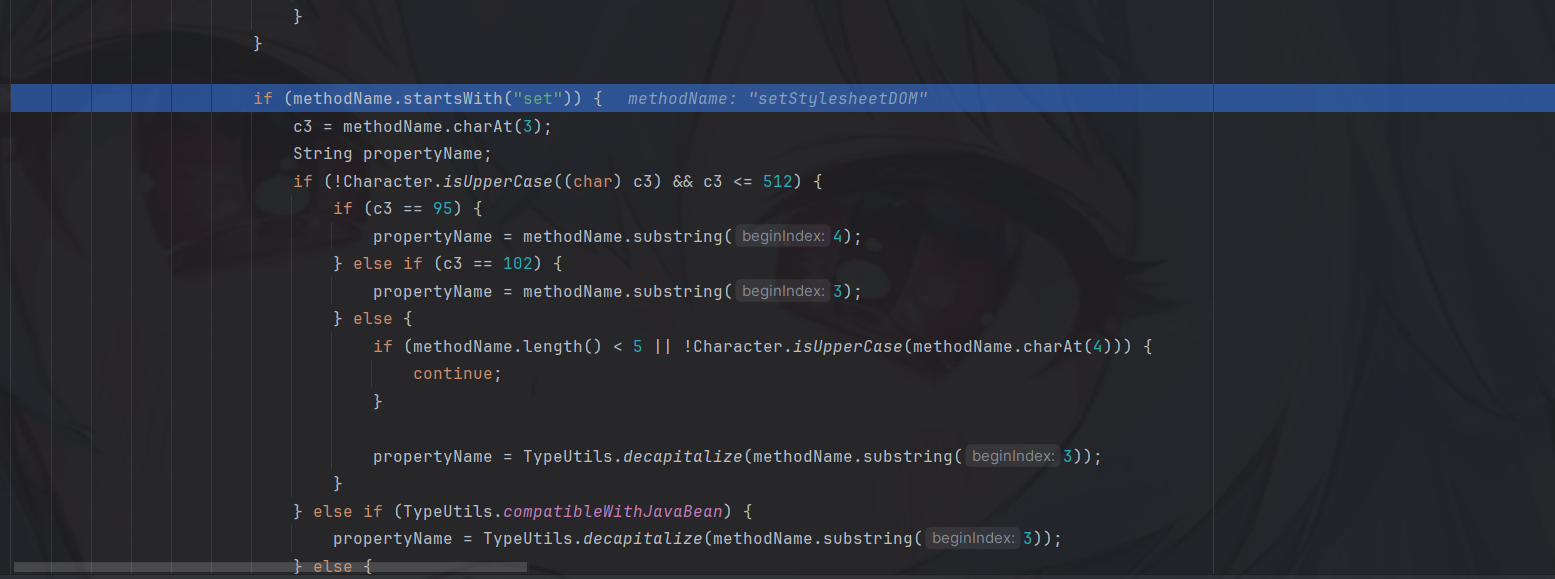 }
}
if (methodName.startsWith("set")) { methodName: "setStylesheetDOM"
c3 = methodName.charAt(3);
String propertyName;
if (!Character.isUpperCase((char) c3) && c3 <= 512) {
if (c3 == 95) {
propertyName = methodName.substring( beginIndex: 4);
} else if (c3 == 102) {
propertyName = methodName.substring( beginIndex: 3);
} else {
if (methodName.length() < 5 || !Character.isUpperCase(methodName.charAt(4))) {
continue;
}
propertyName = TypeUtils.decapitalize(methodName.substring( beginIndex: 3));
}
} else if (TypeUtils.compatibleWithJavaBean) {
propertyName = TypeUtils.decapitalize(methodName.substring( beginIndex: 3));
} else {